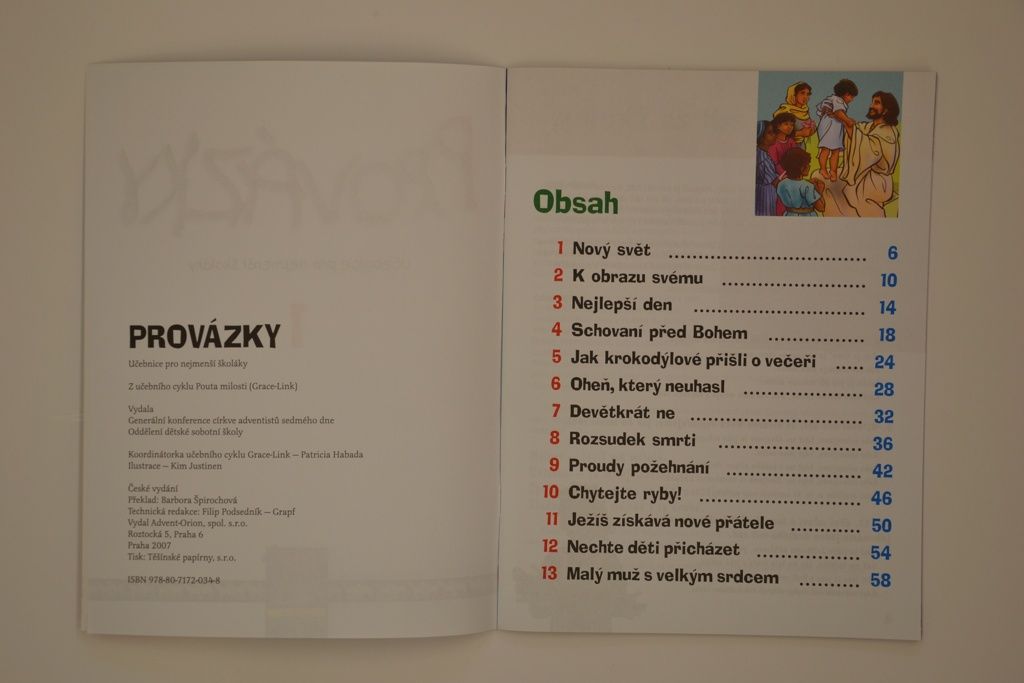 PROVÁZKY
Učebnice pro nejmenší školáky
Z učebního cyklu Pouta milosti (Grace-Link)
Vydala
Generální konference církve adventistů sedmého dne
Oddělení dětské sobotní školy
Koordinátorka učebního cyklu Grace-Link – Patricia Habada
Ilustrace – Kim Justinen
České vydání
Překlad: Barbora Špirochová
Technická redakce: Filip Podsedník – Grapf
Vydal Advent-Orion, spol. s.r.o.
Roztocká 5, Praha 6
Praha 2007
Tisk: Těšínské papírny, s.r.o.
ISBN 978-80-7172-034-8
Obsah
1 Nový svět .................................. 6
2 K obrazu svému ......................... 10
3 Nejlepší den .............................. 14
4 Schovaní před Bohem ................. 18
5 Jak krokodýlové přišli o večeři ..... 24
6 Oheň, který neuhasl ..................... 28
7 Devětkrát ne .............................. 32
8 Rozsudek smrti ......................... 36
9 Proudy požehnání ....................... 42
10 Chytejte ryby! ............................ 46
11 Ježíš získává nové přátele ............ 50
12 Nechte děti přicházet .................. 54
13 Malý muž s velkým srdcem .......... 58